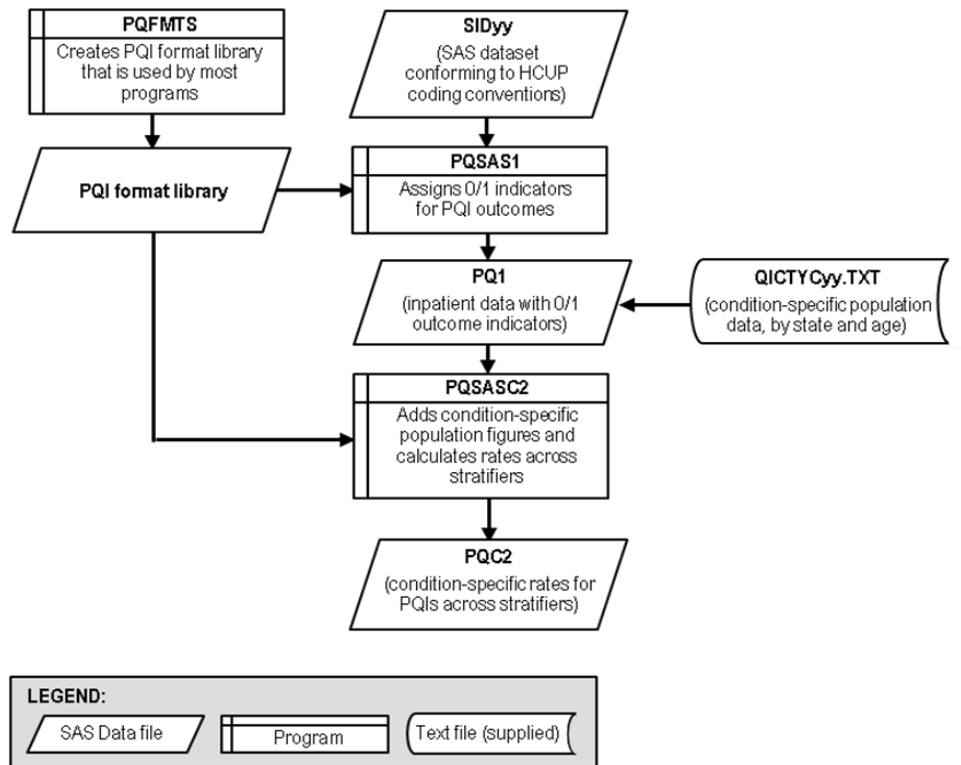 PQFMTS
Creates PQI format library
that is used by most
programs
SIDyy
(SAS dataset
conforming to HCUP
coding conventions)
PQI format library
PQSAS1
Assigns 0/1 indicators
for PQI outcomes
PQ1
(inpatient data with 0/1
outcome indicators)
QICTYCyy.TXT
(condition-specific population
data, by state and age)
PQSASC2
Adds condition-specific
population figures and
calculates rates across
stratifiers
PQC2
(condition-specific rates for
PQIs across stratifiers)
LEGEND:
SAS Data file
Program
Text file (supplied)